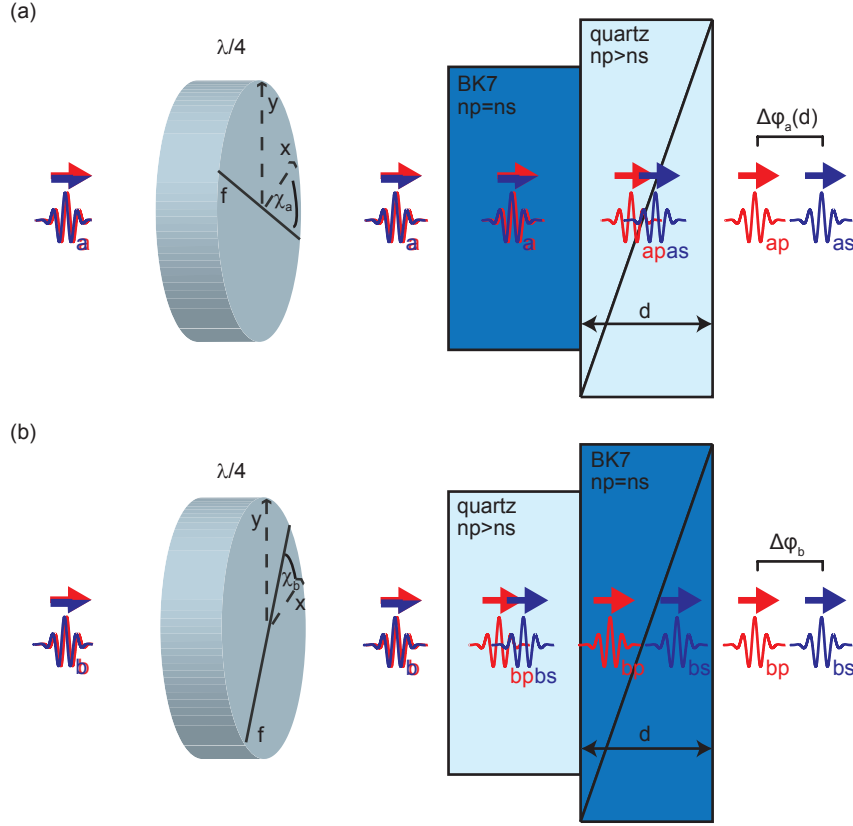 (a)
λ/4
y
x
f
χa
a
a
BK7
np=ns
a
quartz
np>ns
apas
d
Δφa(d)
ap
as
(b)
λ/4
y
χb
x
f
b
b
quartz
np>ns
bpbs
BK7
np=ns
bp
bs
d
Δφb
bp
bs